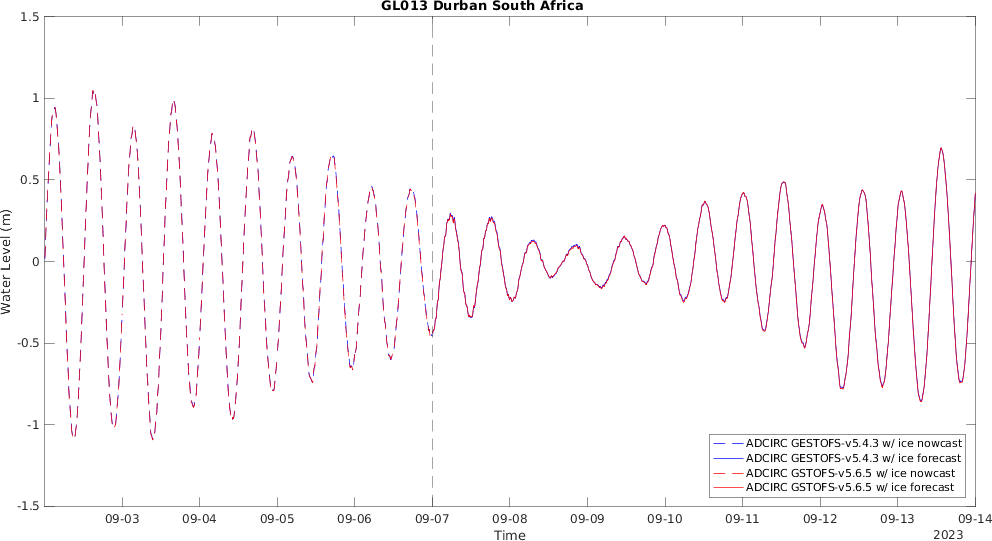 GL013 Durban South Africa
1.5
1
0.5
0
-0.5
-1
-1.5
Water Level (m)
ADCIRC GESTOFS-v5.4.3 w/ ice nowcast
ADCIRC GESTOFS-v5.4.3 w/ ice forecast
ADCIRC GSTOFS-v5.6.5 w/ ice nowcast
ADCIRC GSTOFS-v5.6.5 w/ ice forecast
09-03 09-04 09-05 09-06 09-07 09-08 09-09 09-10 09-11 09-12 09-13 09-14
Time
2023